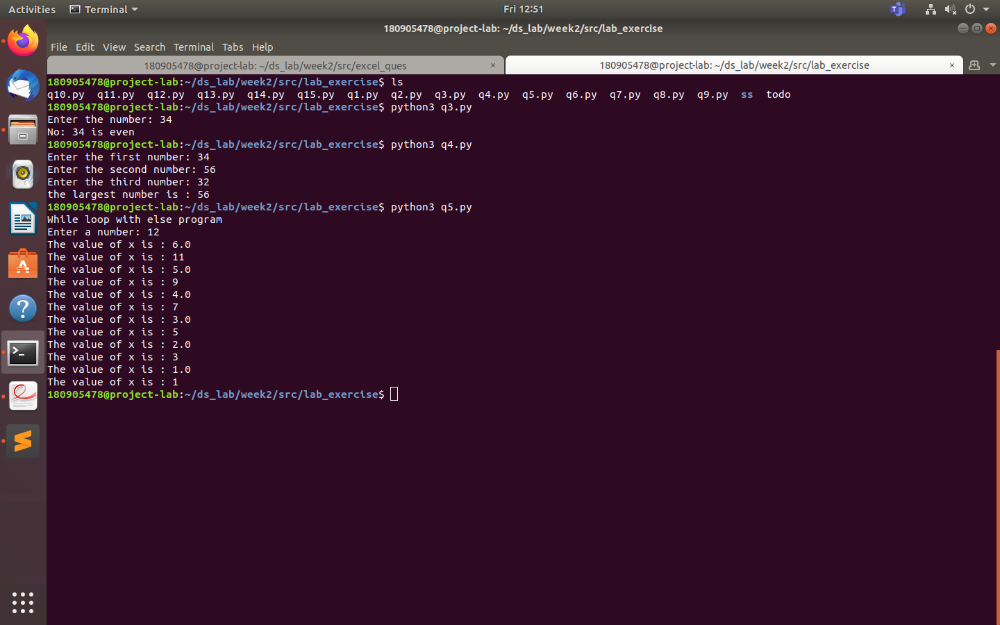 Activities Terminal Fri 12:51
180905478@project-lab: ~/ds_lab/week2/src/lab_exercise
File Edit View Search Terminal Tabs Help
180905478@project-lab: ~/ds_lab/week2/src/excel_ques × 180905478@project-lab: ~/ds_lab/week2/src/lab_exercise ×
180905478@project-lab:~/ds_lab/week2/src/lab_exercise$ ls
q10.py q11.py q12.py q13.py q14.py q15.py q1.py q2.py q3.py q4.py q5.py q6.py q7.py q8.py q9.py ss todo
180905478@project-lab:~/ds_lab/week2/src/lab_exercise$ python3 q3.py
Enter the number: 34
No: 34 is even
180905478@project-lab:~/ds_lab/week2/src/lab_exercise$ python3 q4.py
Enter the first number: 34
Enter the second number: 56
Enter the third number: 32
the largest number is : 56
180905478@project-lab:~/ds_lab/week2/src/lab_exercise$ python3 q5.py
While loop with else program
Enter a number: 12
The value of x is : 6.0
The value of x is : 11
The value of x is : 5.0
The value of x is : 9
The value of x is : 4.0
The value of x is : 7
The value of x is : 3.0
The value of x is : 5
The value of x is : 2.0
The value of x is : 3
The value of x is : 1.0
The value of x is : 1
180905478@project-lab:~/ds_lab/week2/src/lab_exercise$